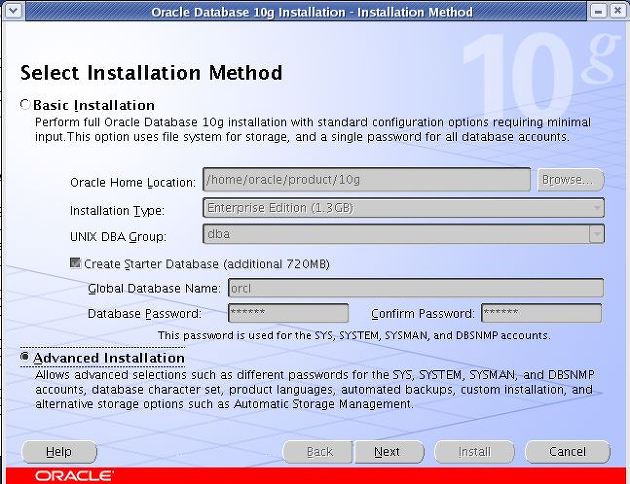 Oracle Database 10g Installation - Installation Method
10g
Select Installation Method
Basic Installation
Perform full Oracle Database 10g installation with standard configuration options requiring minimal
input.This option uses file system for storage, and a single password for all database accounts.
Oracle Home Location: /home/oracle/product/10g Browse...
Installation Type: Enterprise Edition (1.3GB)
UNIX DBA Group: dba
Create Starter Database (additional 720MB)
Global Database Name: orcl
Database Password: ****** Confirm Password: ******
This password is used for the SYS, SYSTEM, SYSMAN, and DBSNMP accounts.
Advanced Installation
Allows advanced selections such as different passwords for the SYS, SYSTEM, SYSMAN, and DBSNMP
accounts, database character set, product languages, automated backups, custom installation, and
alternative storage options such as Automatic Storage Management.
Help Back Next Install Cancel
ORACLE